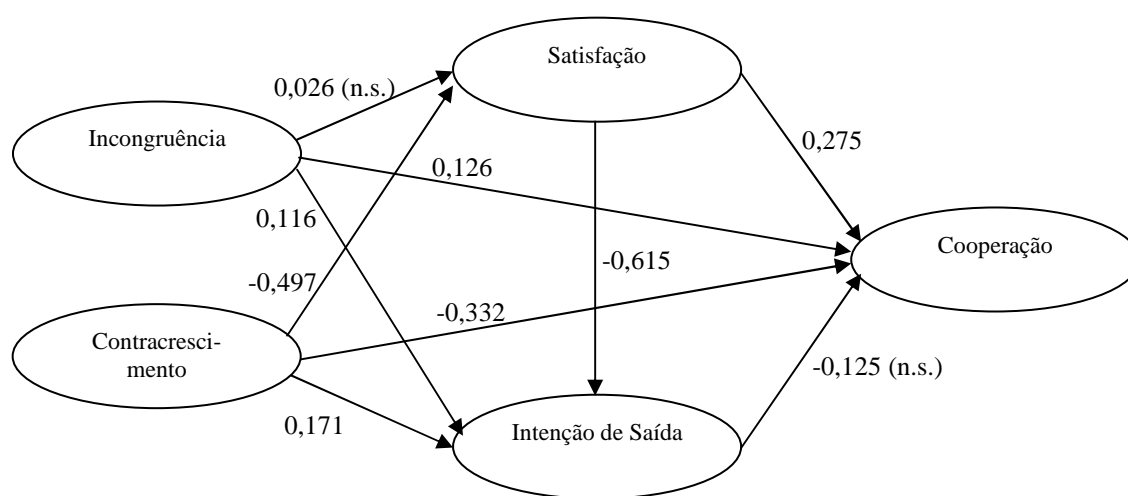 Satisfação
0,026 (n.s.)
Incongruência
0,275
0,126
0,116
Cooperação
-0,615
-0,497
-0,332
Contracresci-
mento
-0,125 (n.s.)
0,171
Intenção de Saída